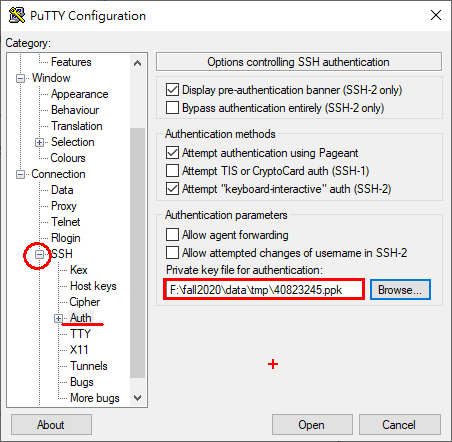 PuTTY Configuration
Category:
Features
Window
Appearance
Behaviour
Translation
Selection
Colours
Connection
Data
Proxy
Telnet
Rlogin
SSH
Kex
Host keys
Cipher
Auth
TTY
X11
Tunnels
Bugs
More bugs
Options controlling SSH authentication
Display pre-authentication banner (SSH-2 only)
Bypass authentication entirely (SSH-2 only)
Authentication methods
Attempt authentication using Pageant
Attempt TIS or CryptoCard auth (SSH-1)
Attempt "keyboard-interactive" auth (SSH-2)
Authentication parameters
Allow agent forwarding
Allow attempted changes of username in SSH-2
Private key file for authentication:
F:\fall2020\data\tmp\40823245.ppk
Browse...
About
Open
Cancel